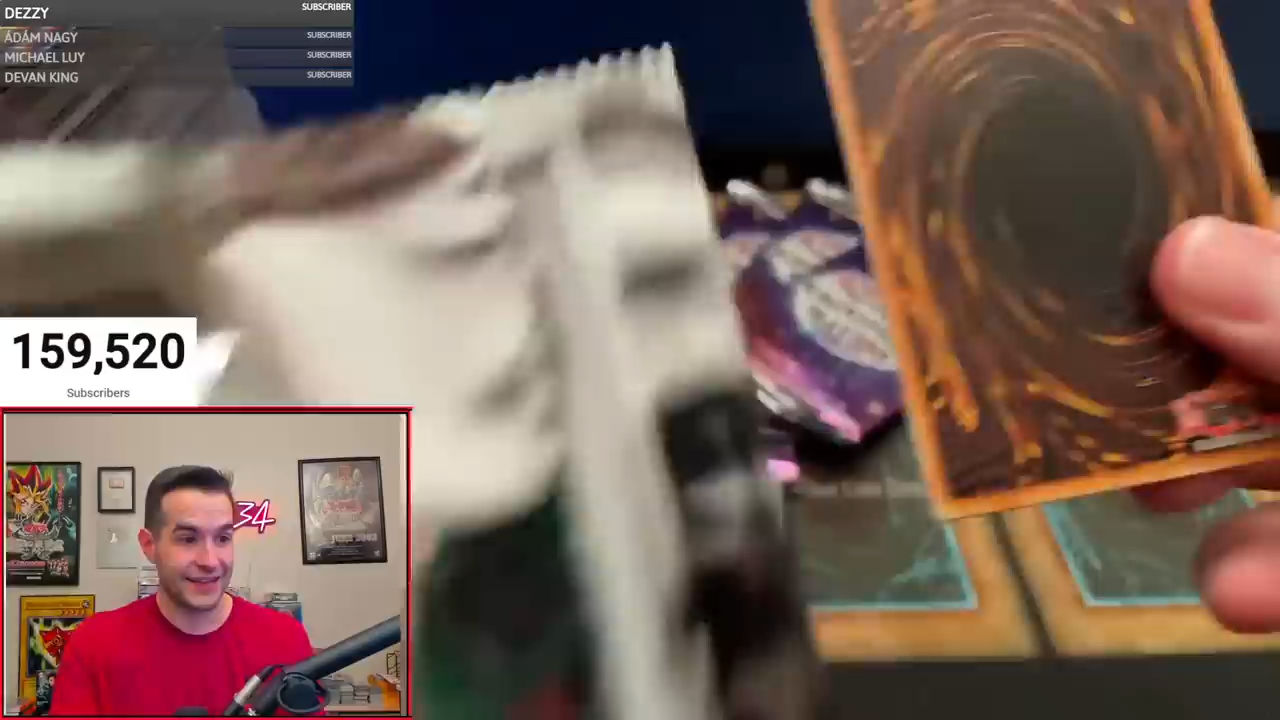 DEZZY SUBSCRIBER
ÁDÁM NAGY SUBSCRIBER
MICHAEL LUY SUBSCRIBER
DEVAN KING SUBSCRIBER
159,520
Subscribers
34